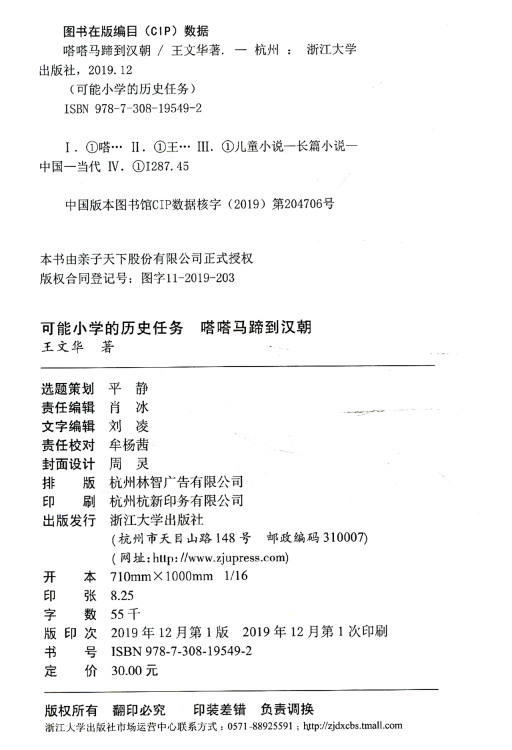 图书在版编目（CIP）数据
嗒嗒马蹄到汉朝 / 王文华著. — 杭州 ： 浙江大学
出版社，2019.12
（可能小学的历史任务）
ISBN 978-7-308-19549-2
Ⅰ. ①嗒… Ⅱ. ①王… Ⅲ. ①儿童小说—长篇小说—
中国—当代 Ⅳ. ①I287.45
中国版本图书馆CIP数据核字（2019）第204706号
本书由亲子天下股份有限公司正式授权
版权合同登记号：图字11-2019-203
可能小学的历史任务 嗒嗒马蹄到汉朝
王文华 著
选题策划 平 静
责任编辑 肖 冰
文字编辑 刘 凌
责任校对 牟杨茜
封面设计 周 灵
排 版 杭州林智广告有限公司
印 刷 杭州杭新印务有限公司
出版发行 浙江大学出版社
（杭州市天目山路148号 邮政编码310007）
（网址：http://www.zjupress.com）
开 本 710mm×1000mm 1/16
印 张 8.25
字 数 55千
版 印 次 2019年12月第1版 2019年12月第1次印刷
书 号 ISBN 978-7-308-19549-2
定 价 30.00元
版权所有 翻印必究 印装差错 负责调换
浙江大学出版社市场运营中心联系方式：0571-88925591；http://zjdxcbs.tmall.com